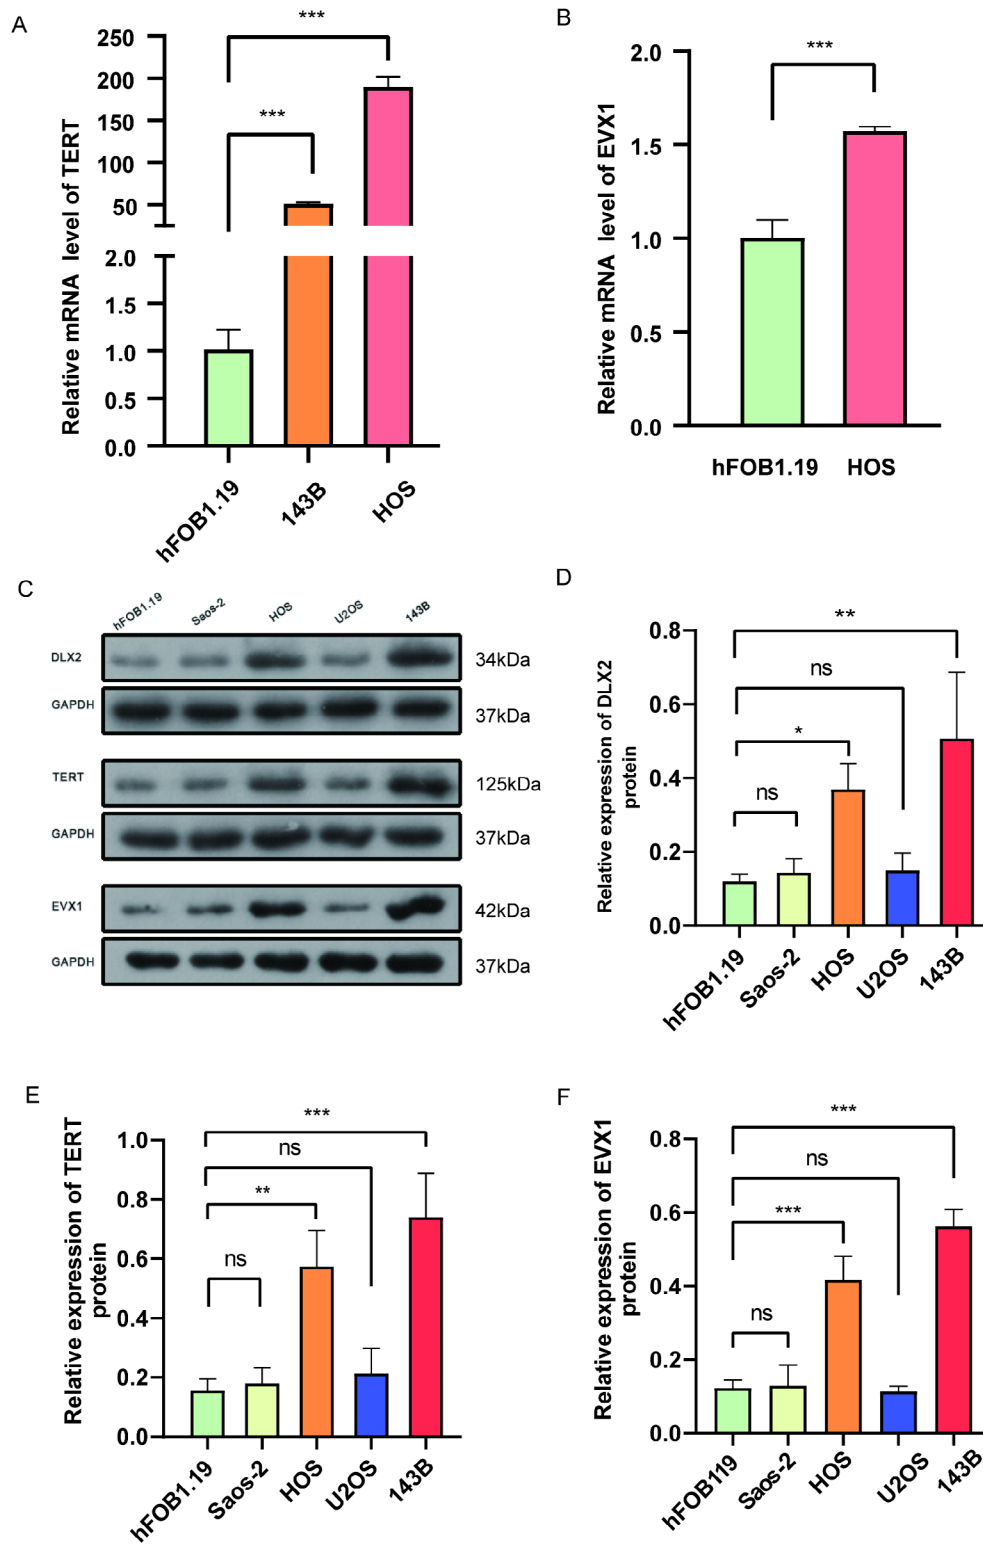 A
Relative mRNA level of TERT
250
200
150
100
50
2.0
1.5
1.0
0.5
0.0
***
***
hFOB1.19
143B
HOS
B
Relative mRNA level of EVX1
2.0
1.5
1.0
0.5
0.0
***
hFOB1.19
HOS
C
hFOB1.19
Saos-2
HOS
U2OS
143B
DLX2
34kDa
GAPDH
37kDa
TERT
125kDa
GAPDH
37kDa
EVX1
42kDa
GAPDH
37kDa
D
Relative expression of DLX2
protein
0.8
0.6
0.4
0.2
0.0
**
ns
*
ns
hFOB1.19
Saos-2
HOS
U2OS
143B
E
Relative expression of TERT
protein
1.0
0.8
0.6
0.4
0.2
0.0
***
ns
**
ns
hFOB1.19
Saos-2
HOS
U2OS
143B
F
Relative expression of EVX1
protein
0.8
0.6
0.4
0.2
0.0
***
ns
***
ns
hFOB119
Saos-2
HOS
U2OS
143B